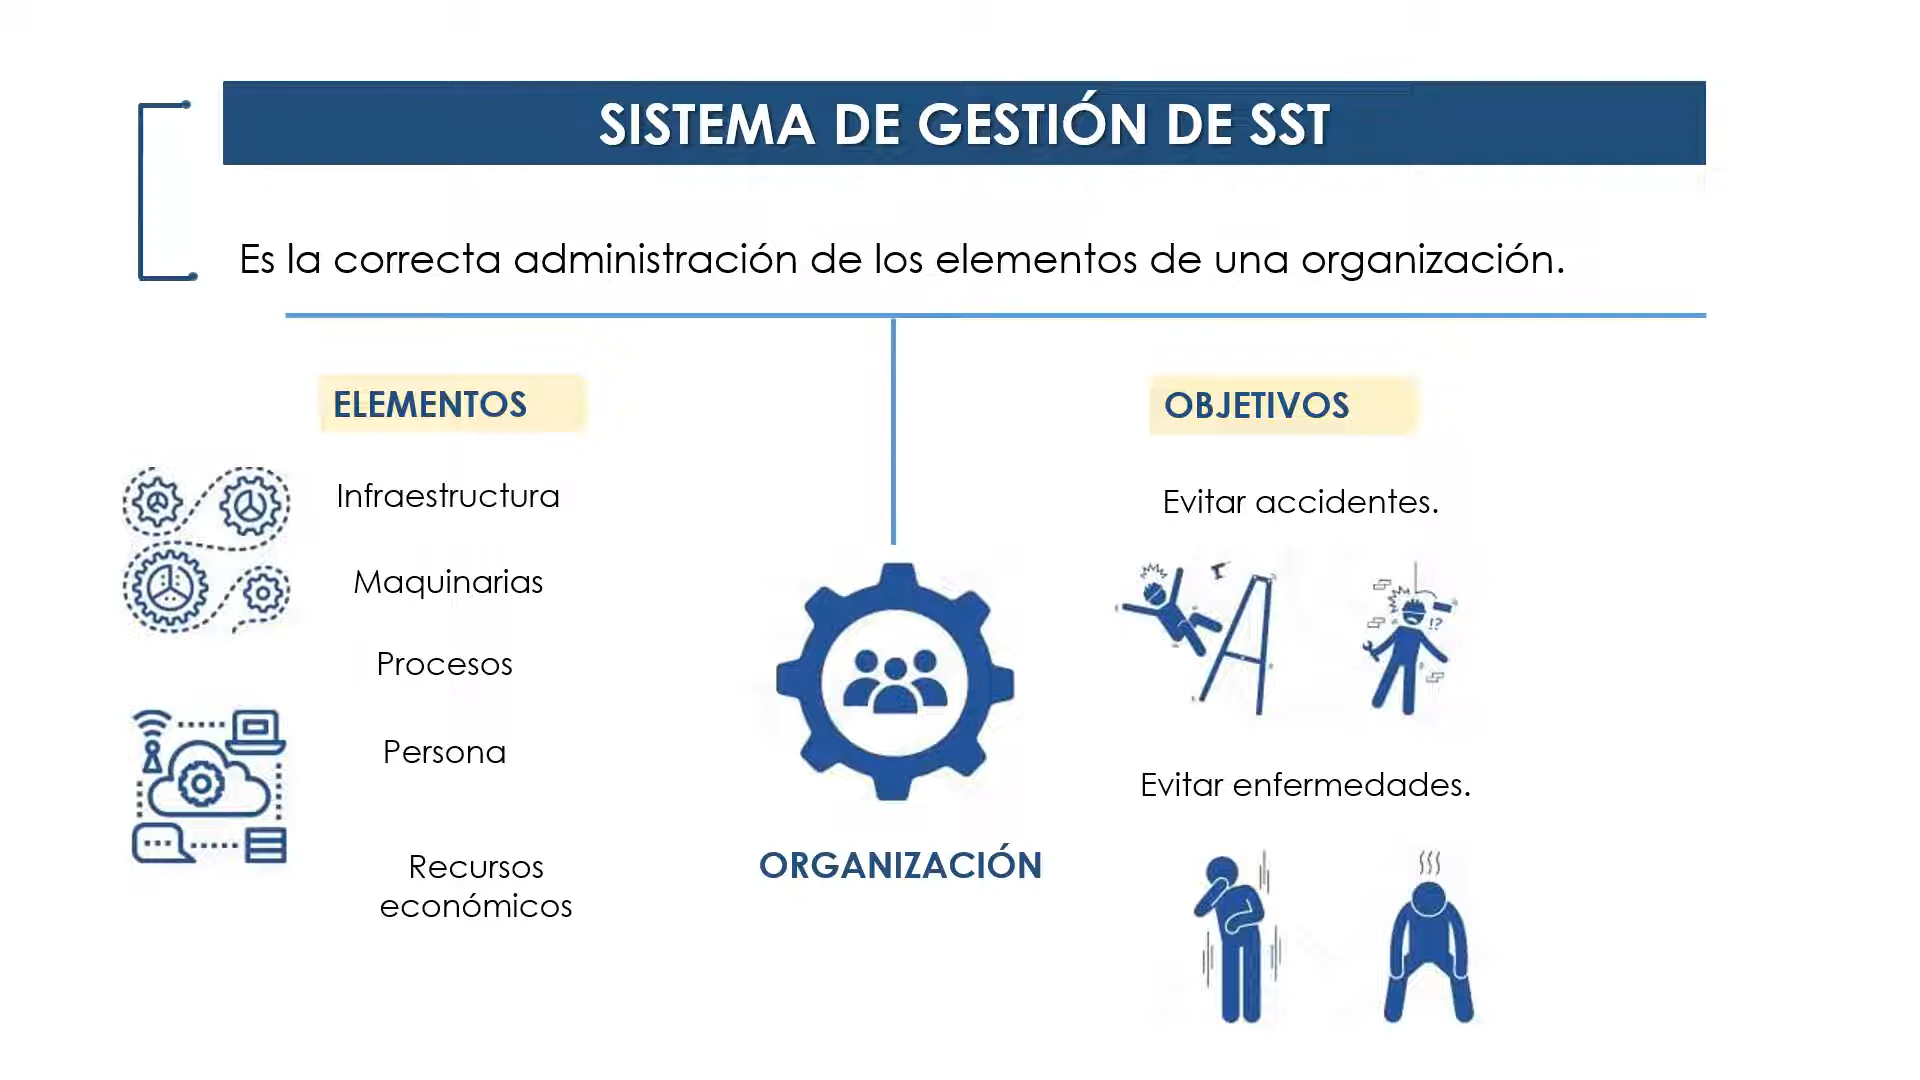 SISTEMA DE GESTIÓN DE SST
Es la correcta administración de los elementos de una organización.
ELEMENTOS
Infraestructura
Maquinarias
Procesos
Persona
Recursos
económicos
ORGANIZACIÓN
OBJETIVOS
Evitar accidentes.
!?
Evitar enfermedades.